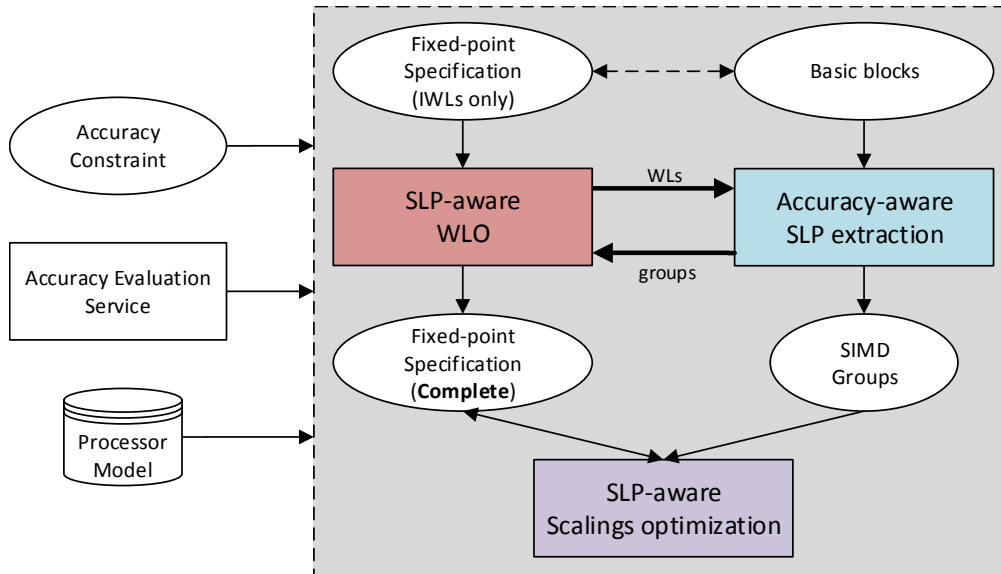 Fixed-point
Specification
(IWLs only)
Basic blocks
Accuracy
Constraint
SLP-aware
WLO
WLs
groups
Accuracy-aware
SLP extraction
Accuracy Evaluation
Service
Fixed-point
Specification
(Complete)
SIMD
Groups
Processor
Model
SLP-aware
Scalings optimization